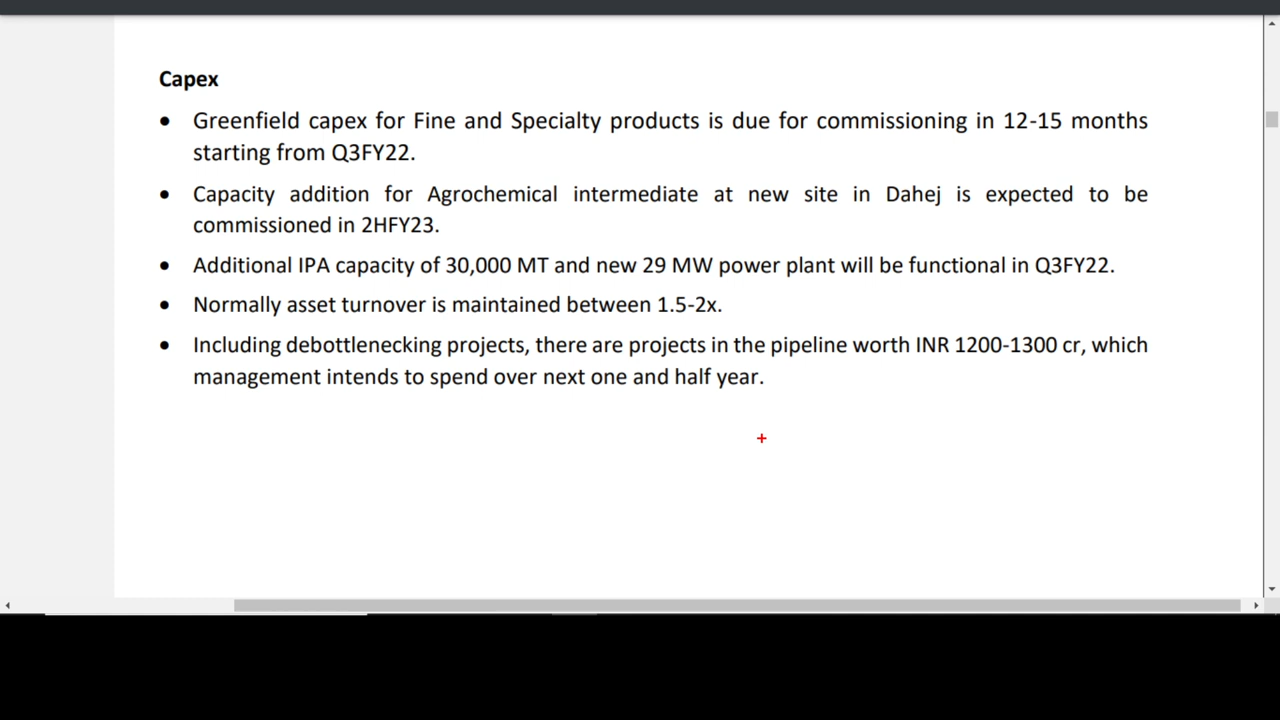 Capex
• Greenfield capex for Fine and Specialty products is due for commissioning in 12-15 months
starting from Q3FY22.
• Capacity addition for Agrochemical intermediate at new site in Dahej is expected to be
commissioned in 2HFY23.
• Additional IPA capacity of 30,000 MT and new 29 MW power plant will be functional in Q3FY22.
• Normally asset turnover is maintained between 1.5-2x.
• Including debottlenecking projects, there are projects in the pipeline worth INR 1200-1300 cr, which
management intends to spend over next one and half year.